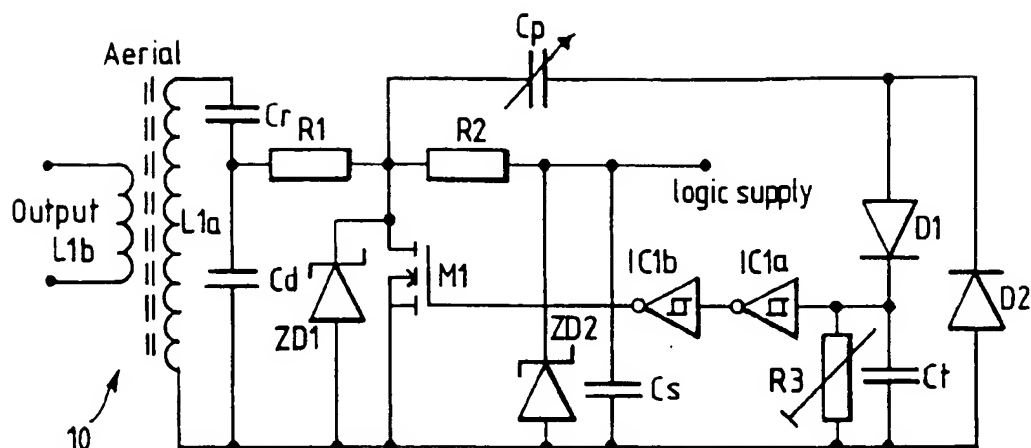 Aerial
Cp
Cr
R1
R2
Output
L1b
L1a
logic supply
D1
Cd
M1
IC1b
IC1a
D2
ZD1
ZD2
R3
Ct
Cs
10